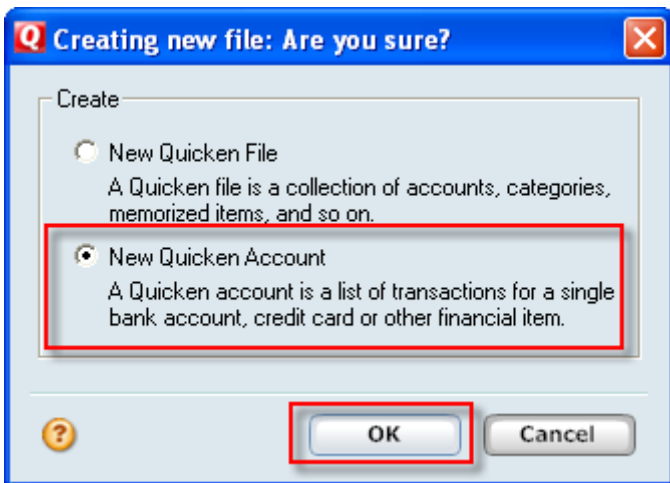 Q Creating new file: Are you sure?
Create
New Quicken File
A Quicken file is a collection of accounts, categories,
memorized items, and so on.
New Quicken Account
A Quicken account is a list of transactions for a single
bank account, credit card or other financial item.
? OK Cancel